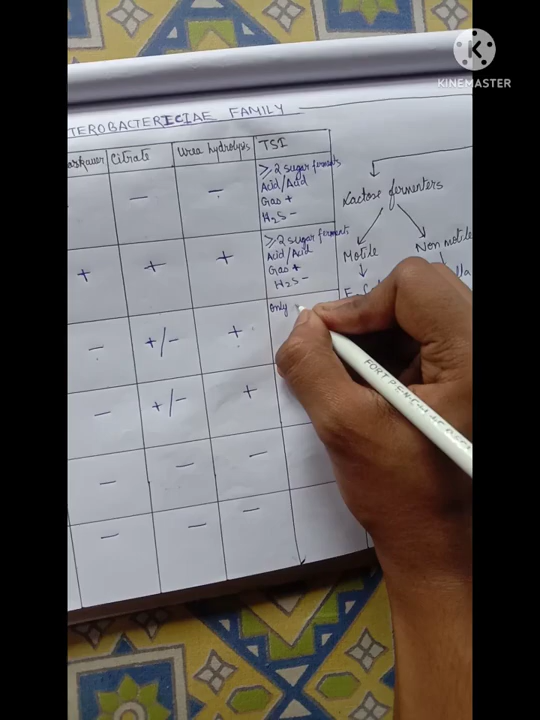 KINEMASTER
TEROBACTERICIAE FAMILY
Citrate
Urea hydrolysis
TSI
— —
≥ 2 sugar ferments
Acid/Acid
Gas +
H₂S —
+ + +
≥ 2 sugar ferments
Acid/Acid
Gas +
H₂S —
— +/- +
only
— +/- +
— — —
— — —
Lactose fermenters
Motile
Non motile